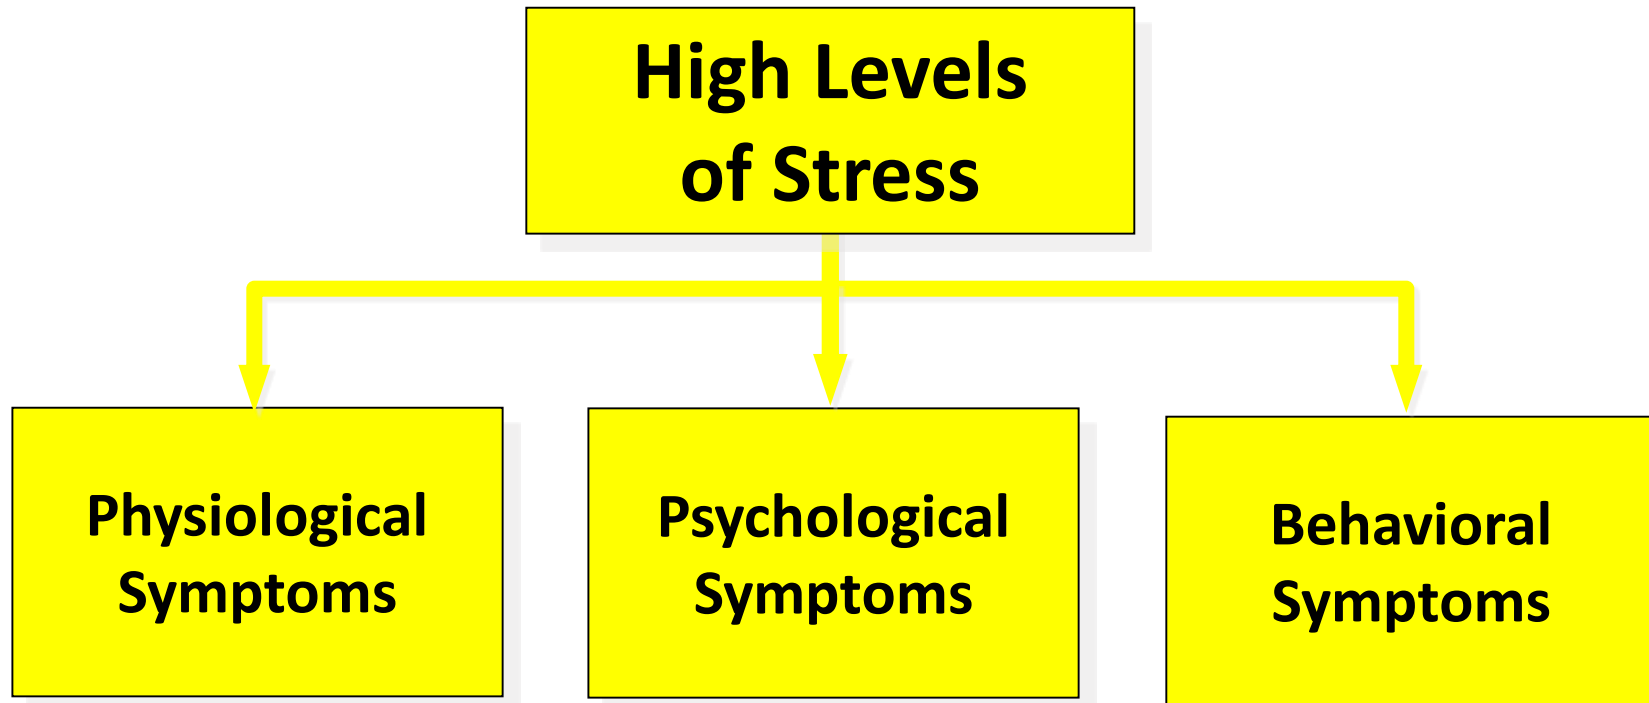 High Levels
of Stress
Physiological
Symptoms
Psychological
Symptoms
Behavioral
Symptoms